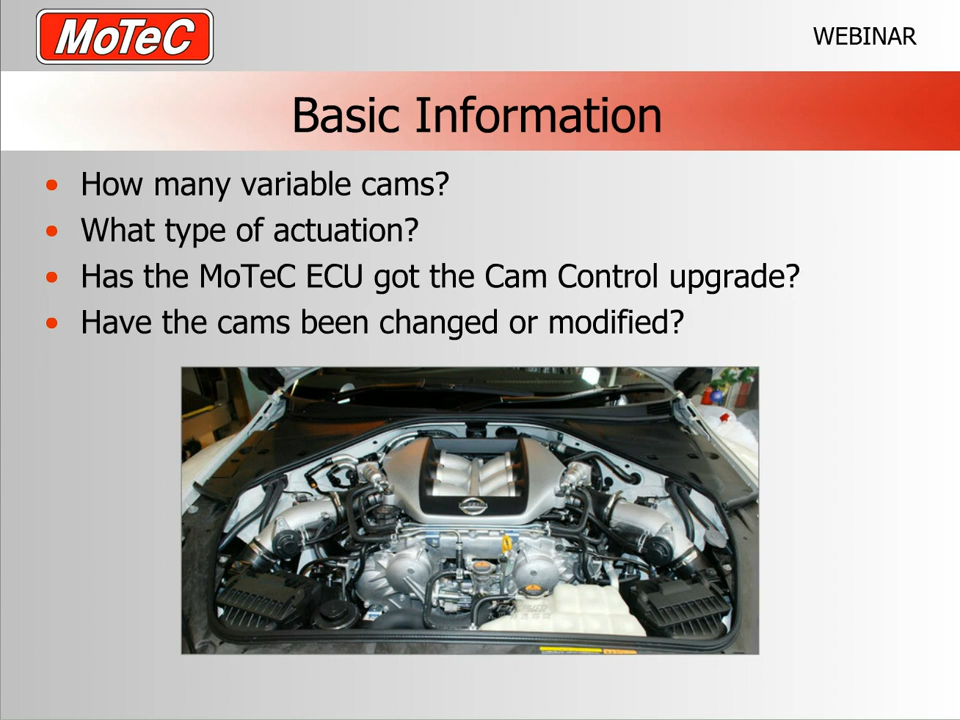 MoTeC
WEBINAR
Basic Information
• How many variable cams?
• What type of actuation?
• Has the MoTeC ECU got the Cam Control upgrade?
• Have the cams been changed or modified?